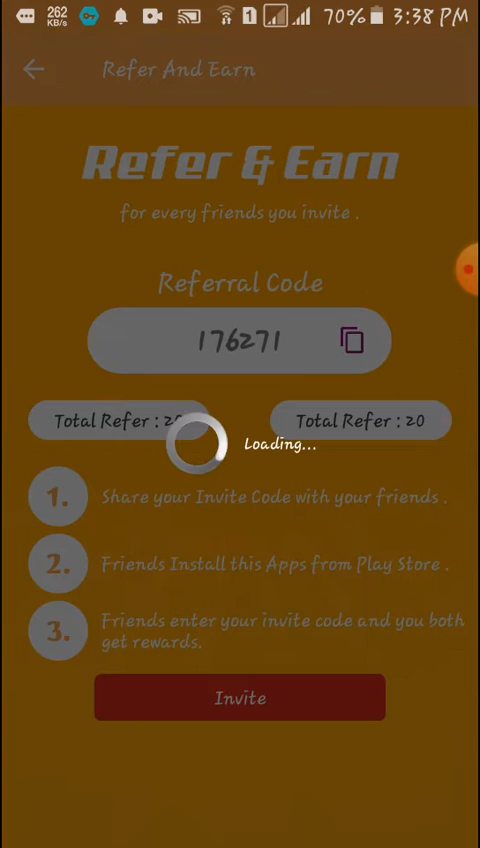 262 KB/s 1 70% 3:38 PM
Refer And Earn
Refer & Earn
for every friends you invite .
Referral Code
176271
Total Refer : 20 Total Refer : 20
Loading...
1. Share your Invite Code with your friends .
2. Friends Install this Apps from Play Store .
3. Friends enter your invite code and you both
get rewards.
Invite